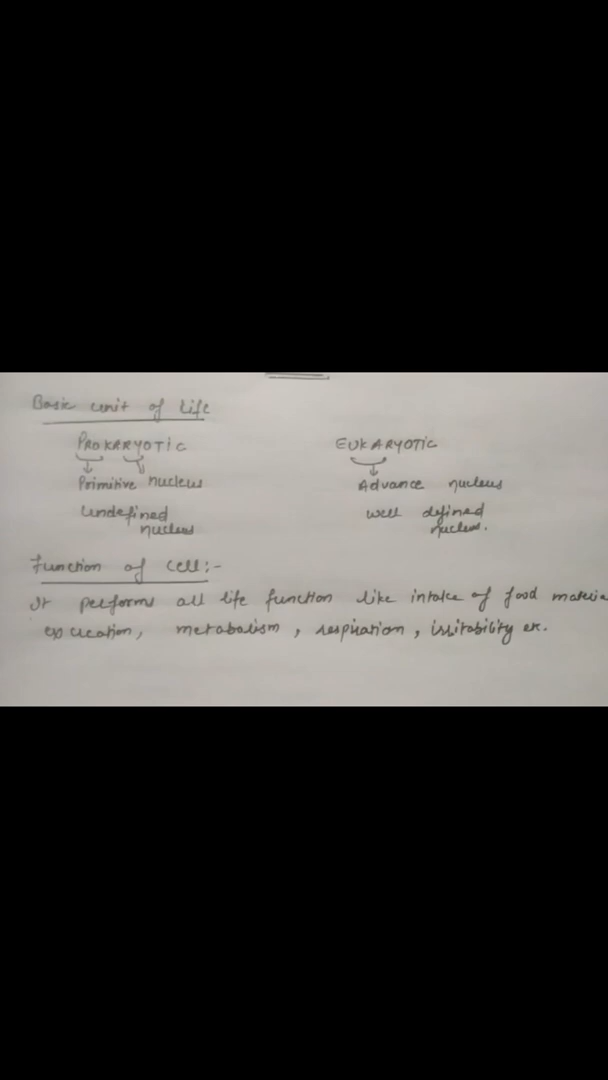 Basic unit of life
PROKARYOTIC EUKARYOTIC
Primitive nucleus Advance nucleus
undefined well defined
nucleus nucleus.
Function of cell:-
It performs all life function like intake of food materia
excreation, metabolism, respiration, irritability etc.